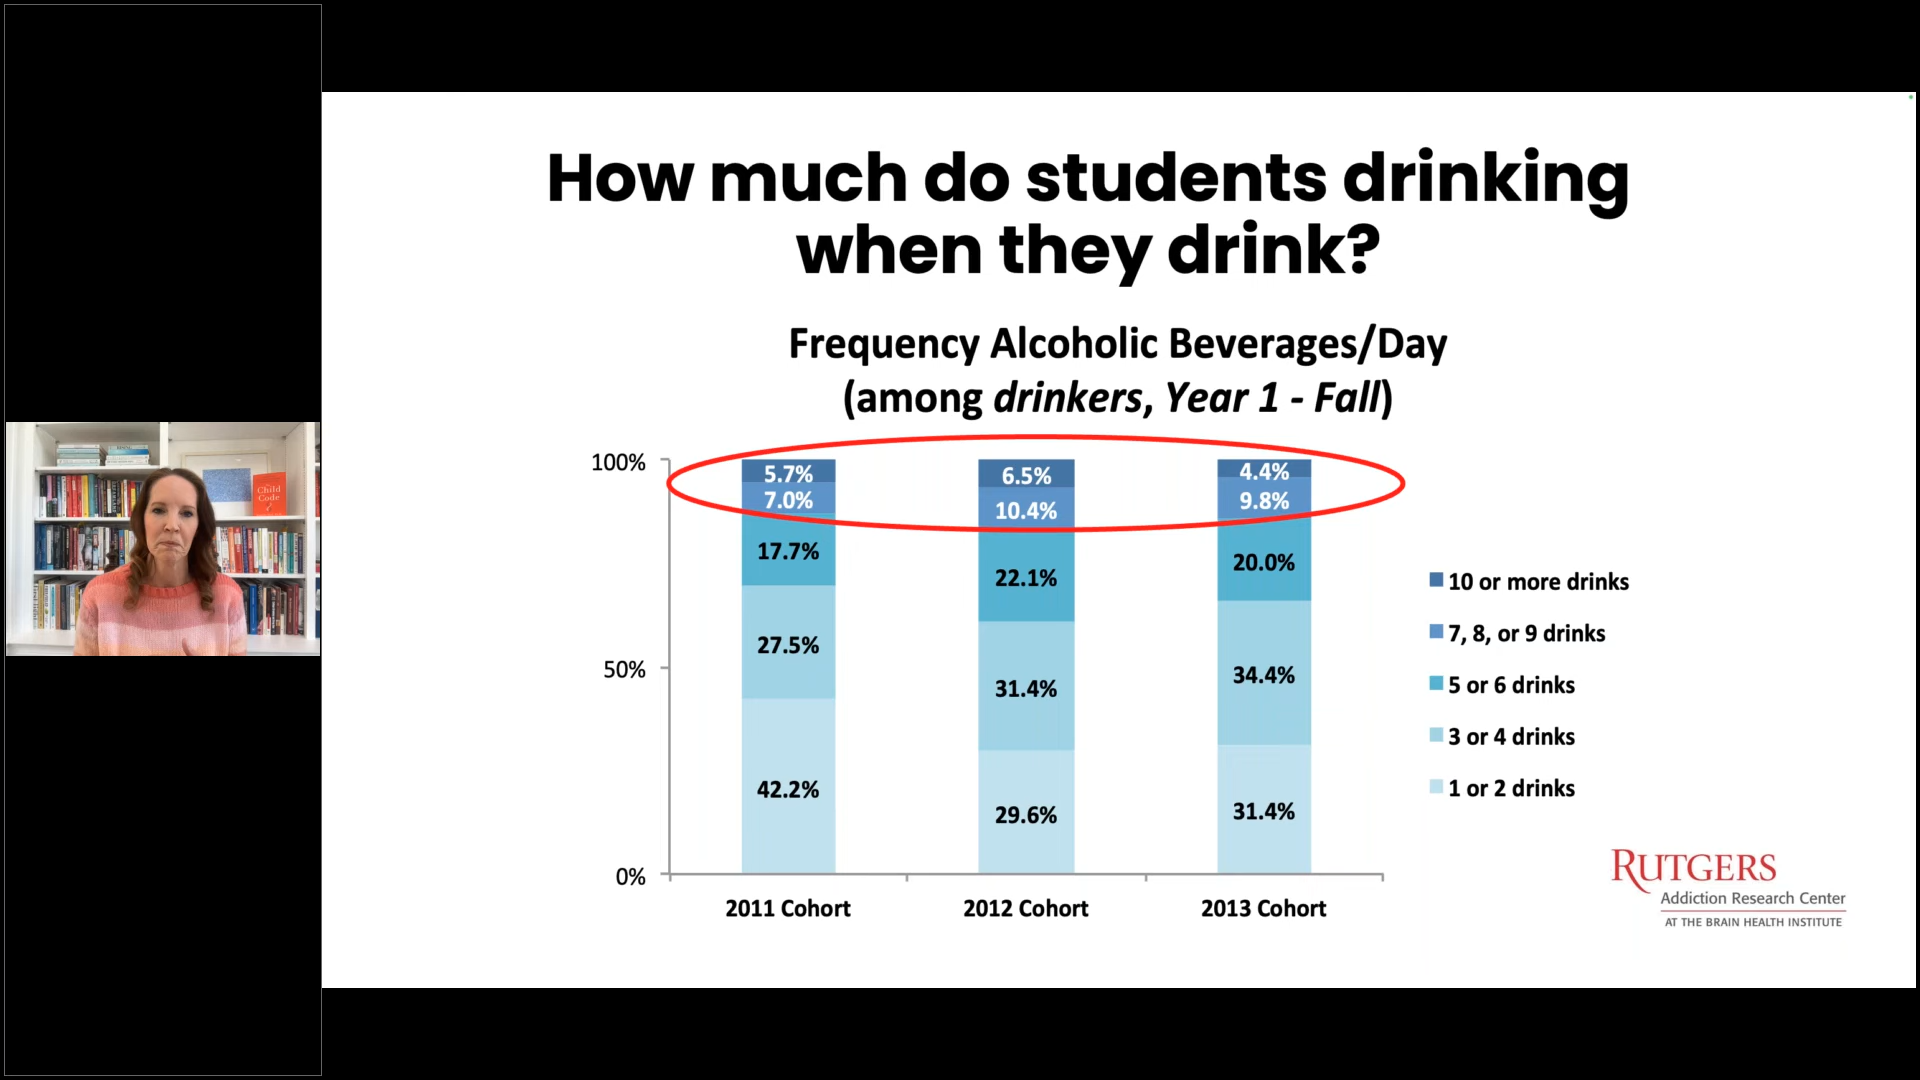 How much do students drinking
when they drink?
Frequency Alcoholic Beverages/Day
(among drinkers, Year 1 - Fall)
100%
50%
0%
5.7%
7.0%
17.7%
27.5%
42.2%
6.5%
10.4%
22.1%
31.4%
29.6%
4.4%
9.8%
20.0%
34.4%
31.4%
2011 Cohort
2012 Cohort
2013 Cohort
10 or more drinks
7, 8, or 9 drinks
5 or 6 drinks
3 or 4 drinks
1 or 2 drinks
RUTGERS
Addiction Research Center
AT THE BRAIN HEALTH INSTITUTE
The
Child
Code